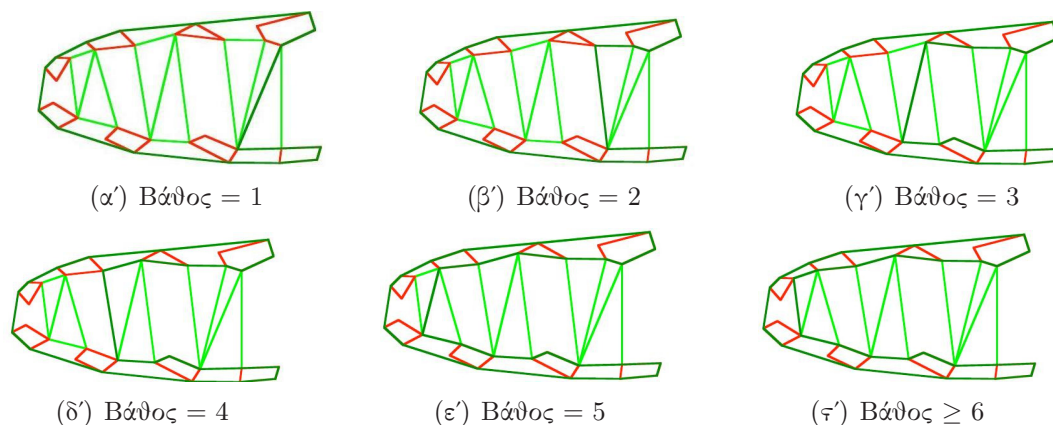 (α΄) Βάθος = 1
(β΄) Βάθος = 2
(γ΄) Βάθος = 3
(δ΄) Βάθος = 4
(ε΄) Βάθος = 5
(ϛ΄) Βάθος ≥ 6